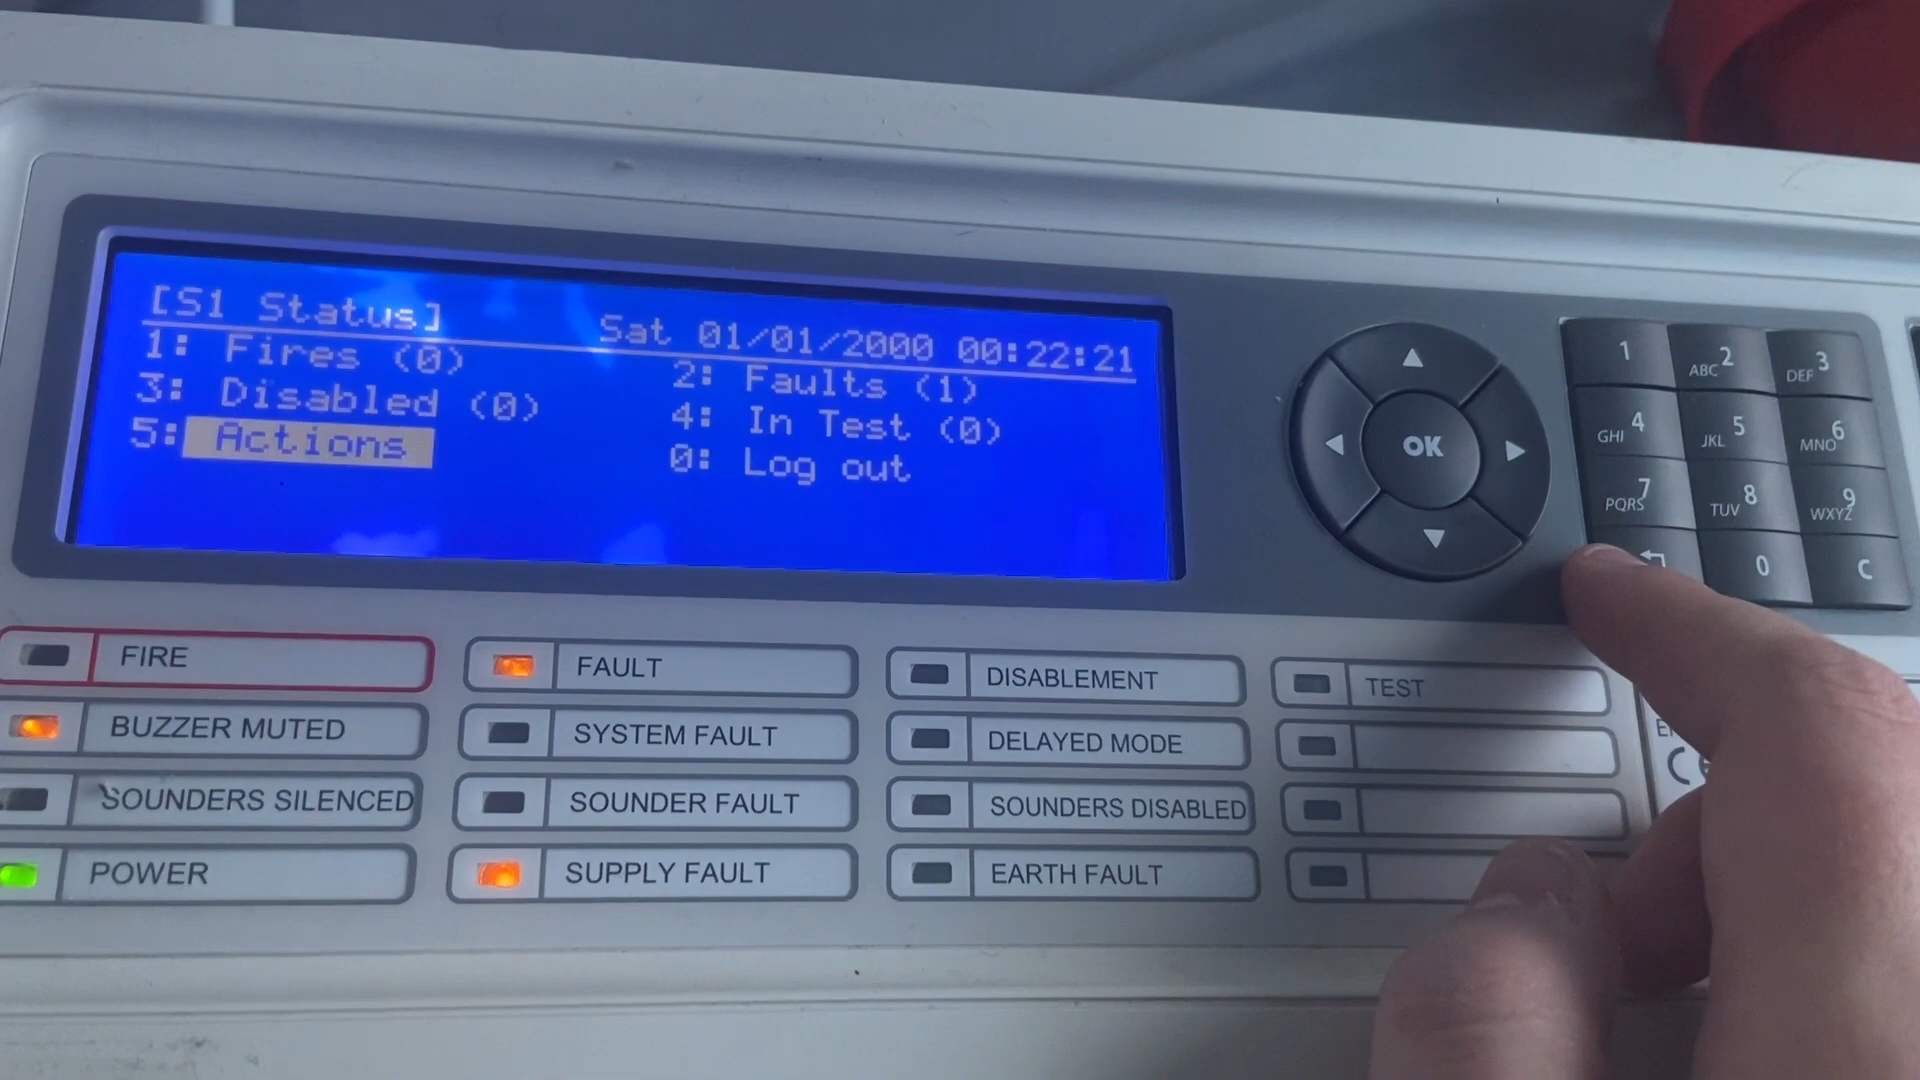 [S1 Status] Sat 01/01/2000 00:22:21
1: Fires (0) 2: Faults (1)
3: Disabled (0) 4: In Test (0)
5: Actions 0: Log out
OK
1 ABC 2 DEF 3
GHI 4 JKL 5 MNO 6
PQRS 7 TUV 8 WXYZ 9
0 C
FIRE FAULT DISABLEMENT TEST
BUZZER MUTED SYSTEM FAULT DELAYED MODE
SOUNDERS SILENCED SOUNDER FAULT SOUNDERS DISABLED
POWER SUPPLY FAULT EARTH FAULT